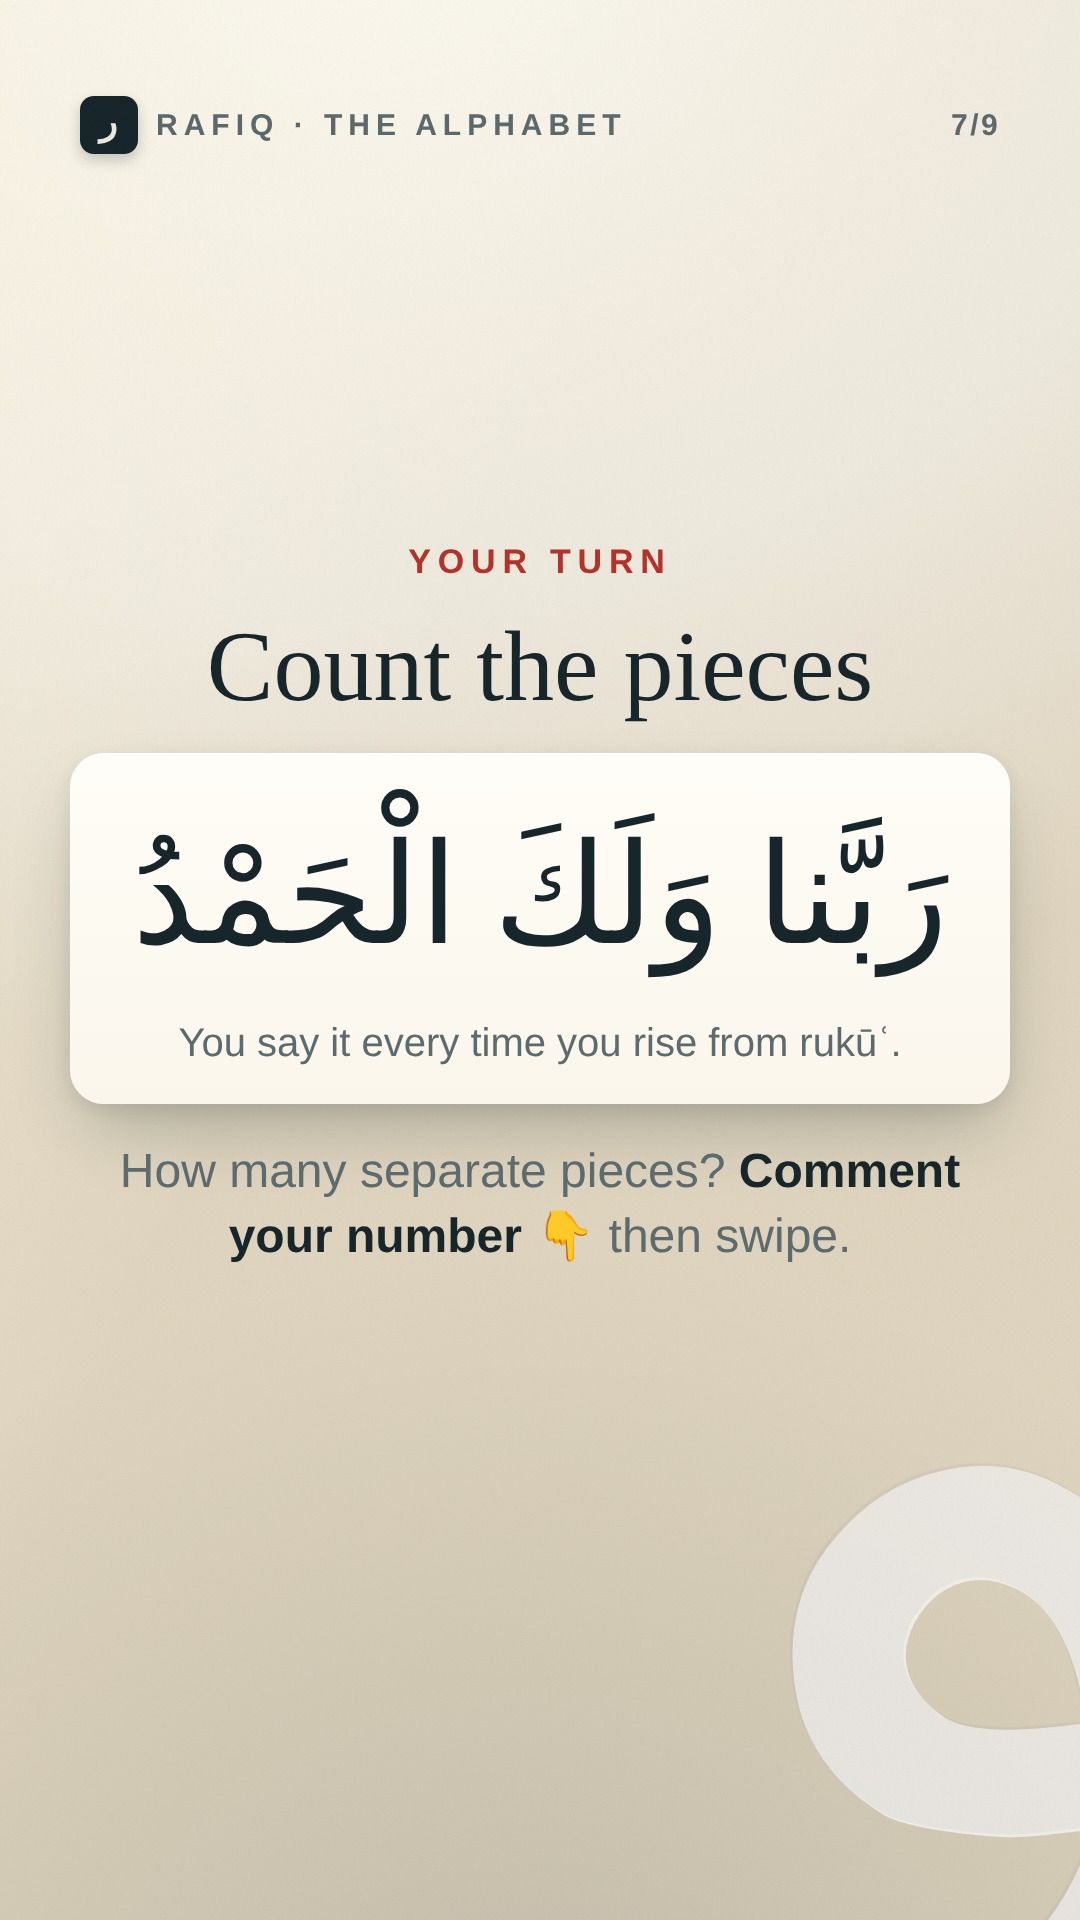 ر RAFIQ · THE ALPHABET 7/9
YOUR TURN
Count the pieces
رَبَّنا وَلَكَ الْحَمْدُ
You say it every time you rise from rukūʿ.
How many separate pieces? Comment
your number 👇 then swipe.
و